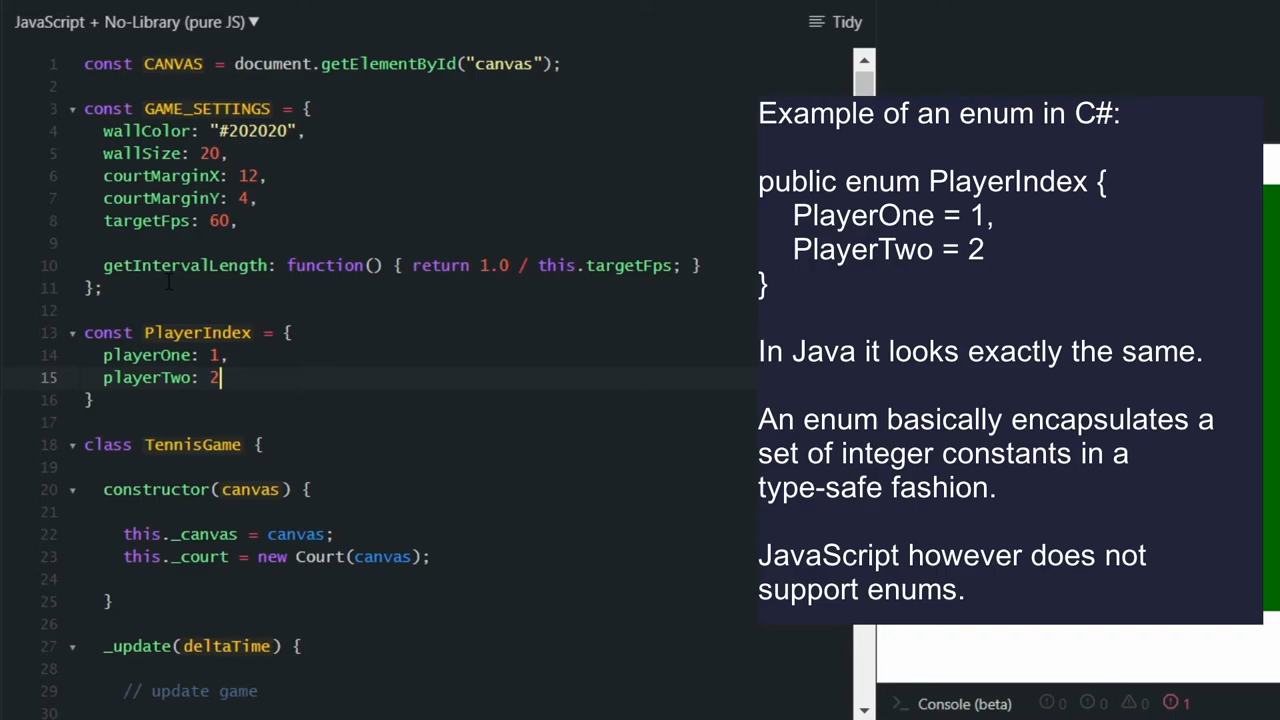 JavaScript + No-Library (pure JS) ▼
Tidy
1 const CANVAS = document.getElementById("canvas");
2
3 const GAME_SETTINGS = {
4 wallColor: "#202020",
5 wallSize: 20,
6 courtMarginX: 12,
7 courtMarginY: 4,
8 targetFps: 60,
9
10 getIntervalLength: function() { return 1.0 / this.targetFps; }
11 };
12
13 const PlayerIndex = {
14 playerOne: 1,
15 playerTwo: 2
16 }
17
18 class TennisGame {
19
20 constructor(canvas) {
21
22 this._canvas = canvas;
23 this._court = new Court(canvas);
24
25 }
26
27 _update(deltaTime) {
28
29 // update game
30
Example of an enum in C#:
public enum PlayerIndex {
PlayerOne = 1,
PlayerTwo = 2
}
In Java it looks exactly the same.
An enum basically encapsulates a
set of integer constants in a
type-safe fashion.
JavaScript however does not
support enums.
Console (beta) 0 0 0 1